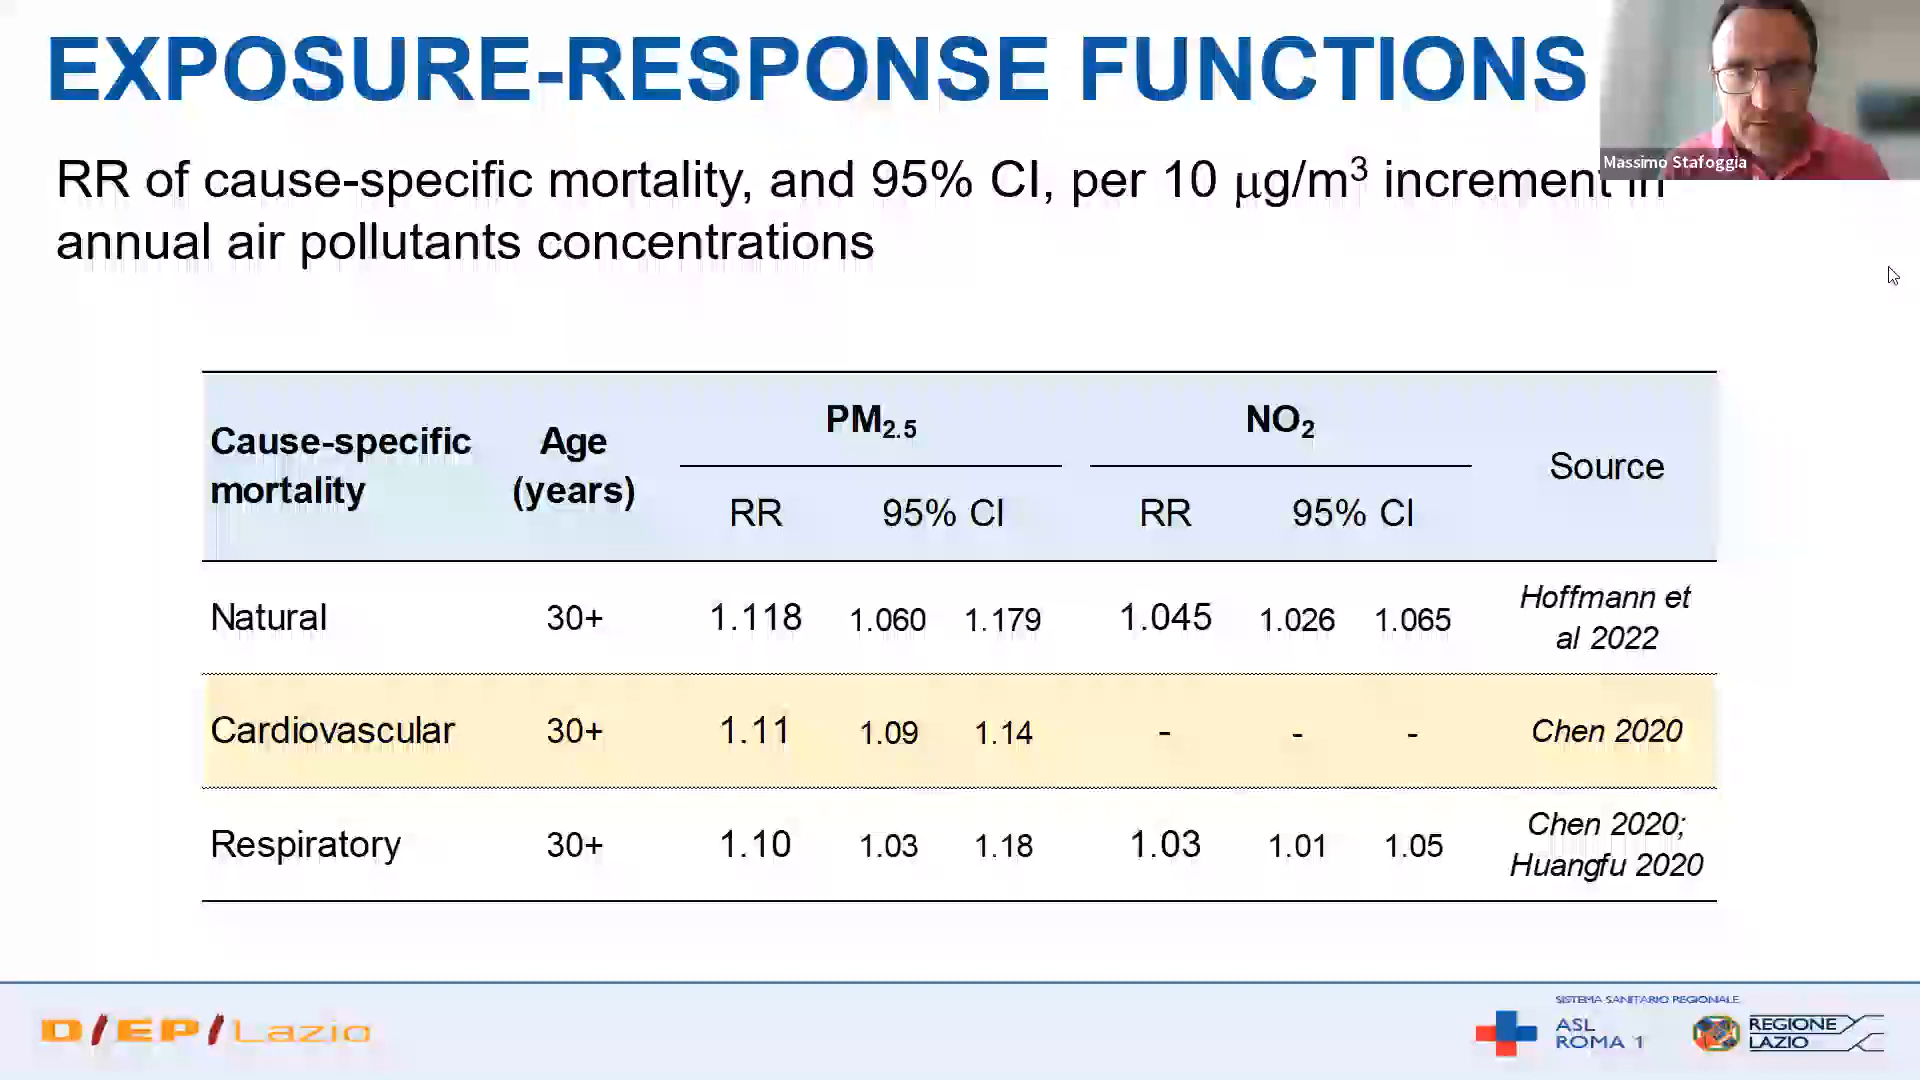 EXPOSURE-RESPONSE FUNCTIONS
Massimo Stafoggia
RR of cause-specific mortality, and 95% CI, per 10 μg/m³ increment in
annual air pollutants concentrations
Cause-specific mortality
Age (years)
PM₂.₅
NO₂
Source
RR 95% CI RR 95% CI
Natural 30+ 1.118 1.060 1.179 1.045 1.026 1.065 Hoffmann et al 2022
Cardiovascular 30+ 1.11 1.09 1.14 - - - Chen 2020
Respiratory 30+ 1.10 1.03 1.18 1.03 1.01 1.05 Chen 2020; Huangfu 2020
D/EP/Lazio
SISTEMA SANITARIO REGIONALE
ASL
ROMA 1
REGIONE
LAZIO